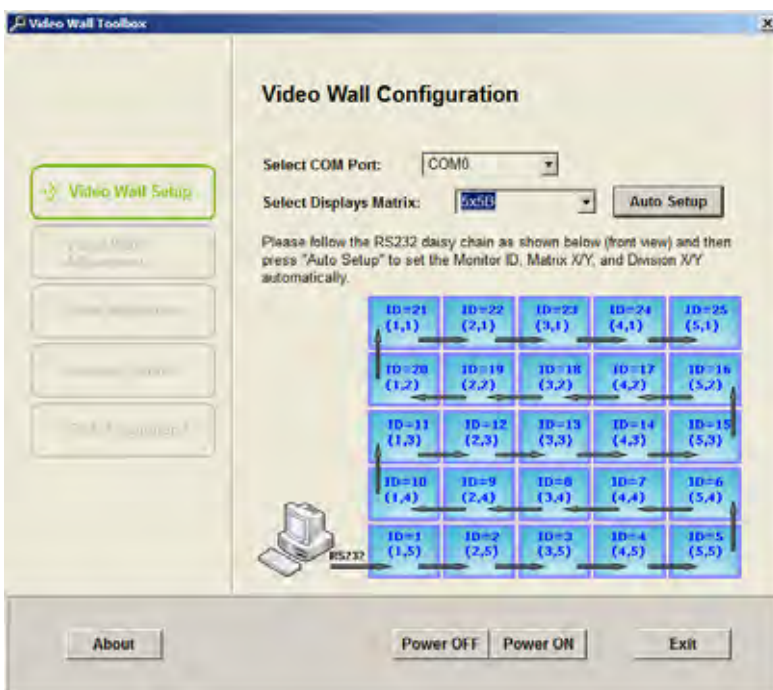 Video Wall Toolbox
Video Wall Configuration
Select COM Port: COM0
Select Displays Matrix: 5x5B Auto Setup
Please follow the RS232 daisy chain as shown below (front view) and then
press "Auto Setup" to set the Monitor ID, Matrix X/Y, and Division X/Y
automatically.
Video Wall Setup
ID=21 ID=22 ID=23 ID=24 ID=25
(1,1) (2,1) (3,1) (4,1) (5,1)
ID=20 ID=19 ID=18 ID=17 ID=16
(1,2) (2,2) (3,2) (4,2) (5,2)
ID=11 ID=12 ID=13 ID=14 ID=15
(1,3) (2,3) (3,3) (4,3) (5,3)
ID=10 ID=9 ID=8 ID=7 ID=6
(1,4) (2,4) (3,4) (4,4) (5,4)
ID=1 ID=2 ID=3 ID=4 ID=5
RS232 (1,5) (2,5) (3,5) (4,5) (5,5)
About Power OFF Power ON Exit